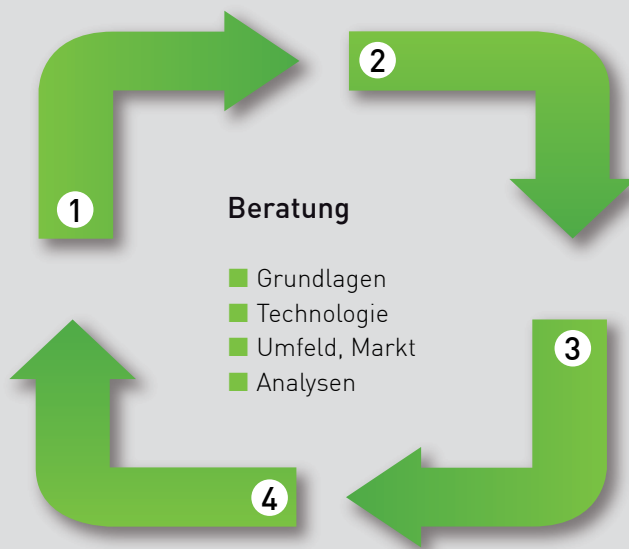 1
2
Beratung
Grundlagen
Technologie
Umfeld, Markt
Analysen
3
4